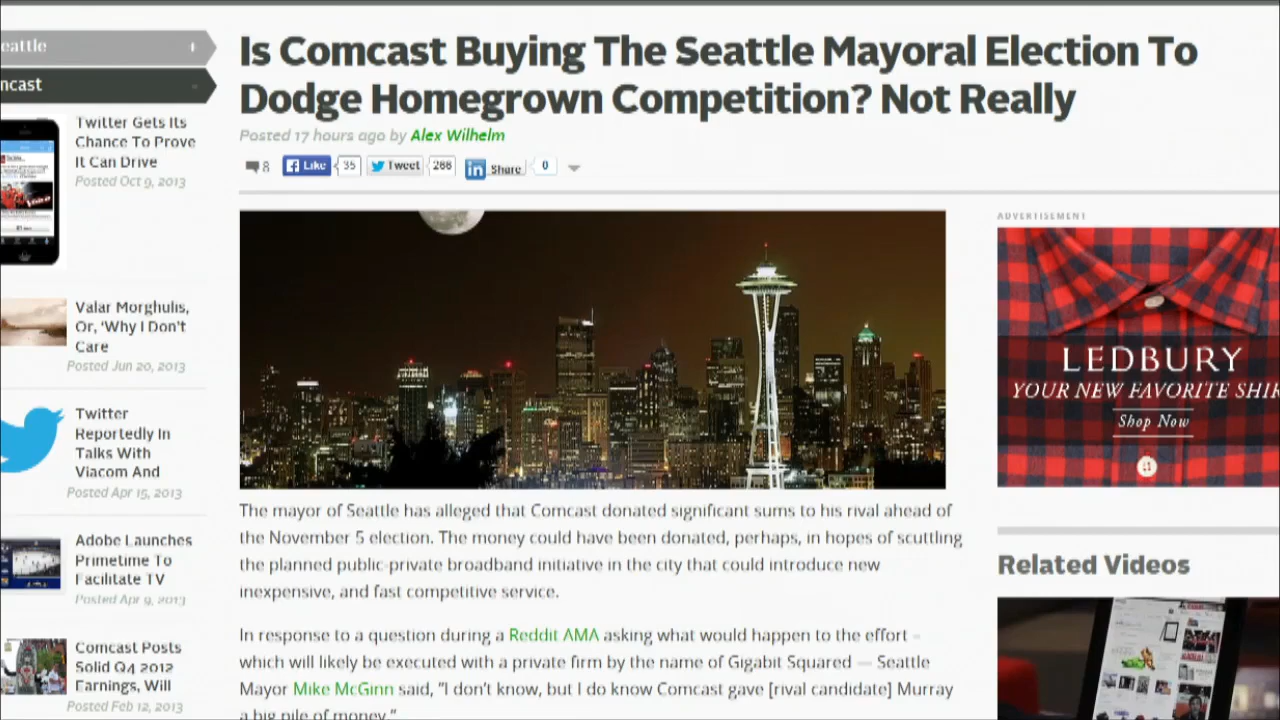 eattle
ncast
Twitter Gets Its
Chance To Prove
It Can Drive
Posted Oct 9, 2013
Valar Morghulis,
Or, ‘Why I Don’t
Care
Posted Jun 20, 2013
Twitter
Reportedly In
Talks With
Viacom And
Posted Apr 15, 2013
Adobe Launches
Primetime To
Facilitate TV
Posted Apr 9, 2013
Comcast Posts
Solid Q4 2012
Earnings, Will
Posted Feb 12, 2013
Is Comcast Buying The Seattle Mayoral Election To
Dodge Homegrown Competition? Not Really
Posted 17 hours ago by Alex Wilhelm
8 Like 35 Tweet 266 in Share 0
The mayor of Seattle has alleged that Comcast donated significant sums to his rival ahead of
the November 5 election. The money could have been donated, perhaps, in hopes of scuttling
the planned public-private broadband initiative in the city that could introduce new
inexpensive, and fast competitive service.
In response to a question during a Reddit AMA asking what would happen to the effort –
which will likely be executed with a private firm by the name of Gigabit Squared — Seattle
Mayor Mike McGinn said, “I don’t know, but I do know Comcast gave [rival candidate] Murray
a big pile of money.”
ADVERTISEMENT
LEDBURY
YOUR NEW FAVORITE SHIR
Shop Now
Related Videos